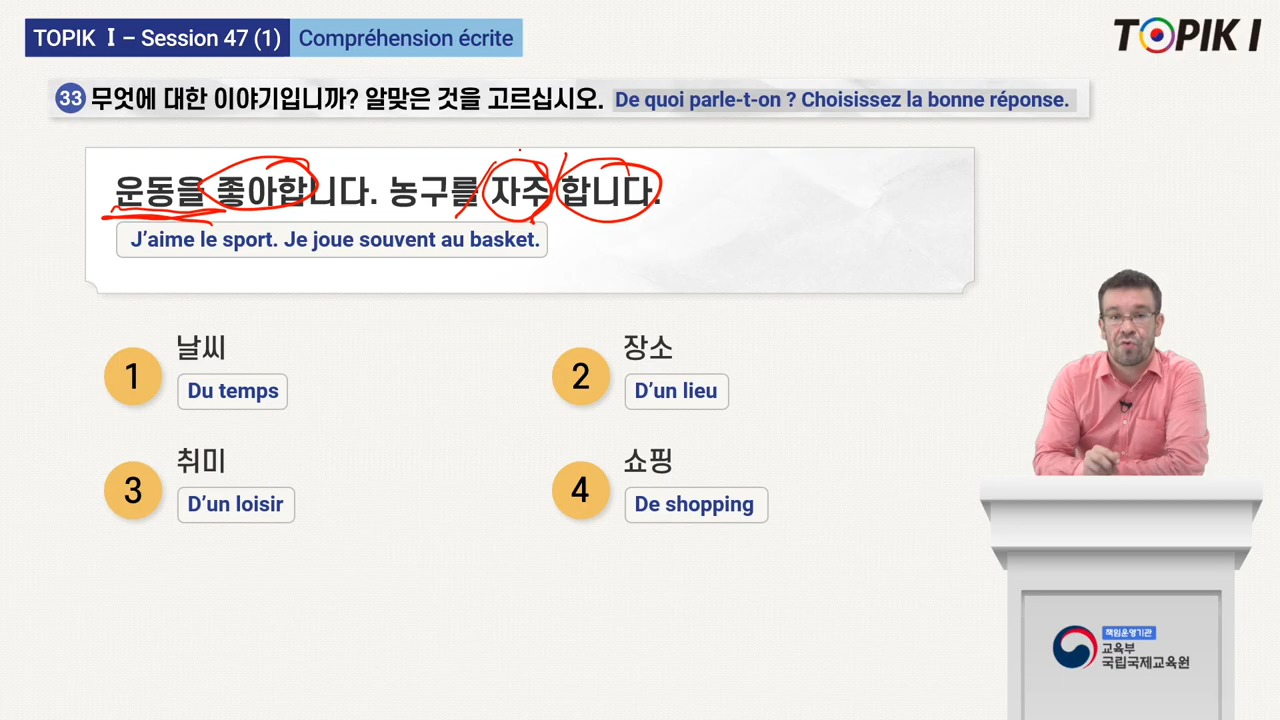 TOPIK Ⅰ – Session 47 (1) Compréhension écrite
TOPIK I
33 무엇에 대한 이야기입니까? 알맞은 것을 고르십시오. De quoi parle-t-on ? Choisissez la bonne réponse.
운동을 좋아합니다. 농구를 자주 합니다.
J’aime le sport. Je joue souvent au basket.
1 날씨
Du temps
2 장소
D’un lieu
3 취미
D’un loisir
4 쇼핑
De shopping
책임운영기관
교육부
국립국제교육원